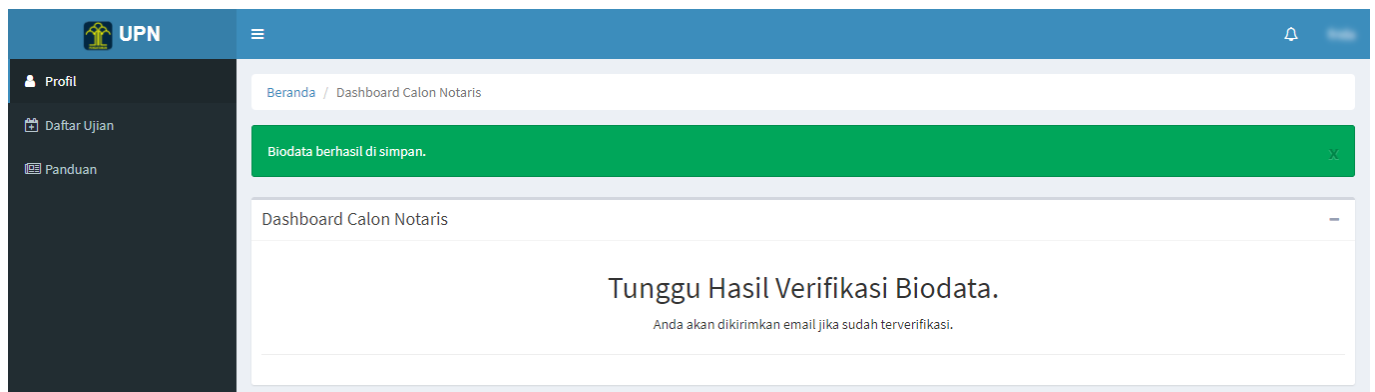 UPN
Profil
Daftar Ujian
Panduan
Beranda / Dashboard Calon Notaris
Biodata berhasil di simpan.
x
Dashboard Calon Notaris
Tunggu Hasil Verifikasi Biodata.
Anda akan dikirimkan email jika sudah terverifikasi.